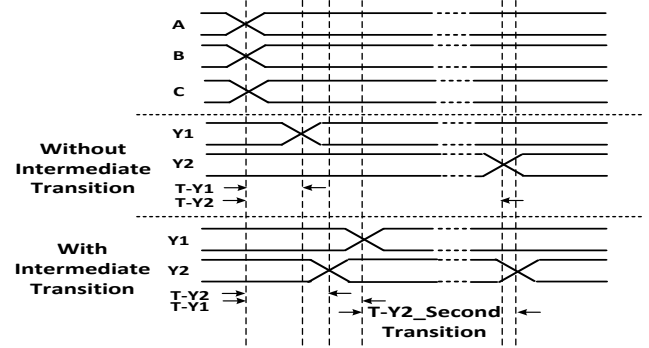 A
B
C
Y1
Without
Intermediate
Transition
Y2
T-Y1
T-Y2
With
Intermediate
Transition
Y1
Y2
T-Y2
T-Y1
T-Y2_Second
Transition